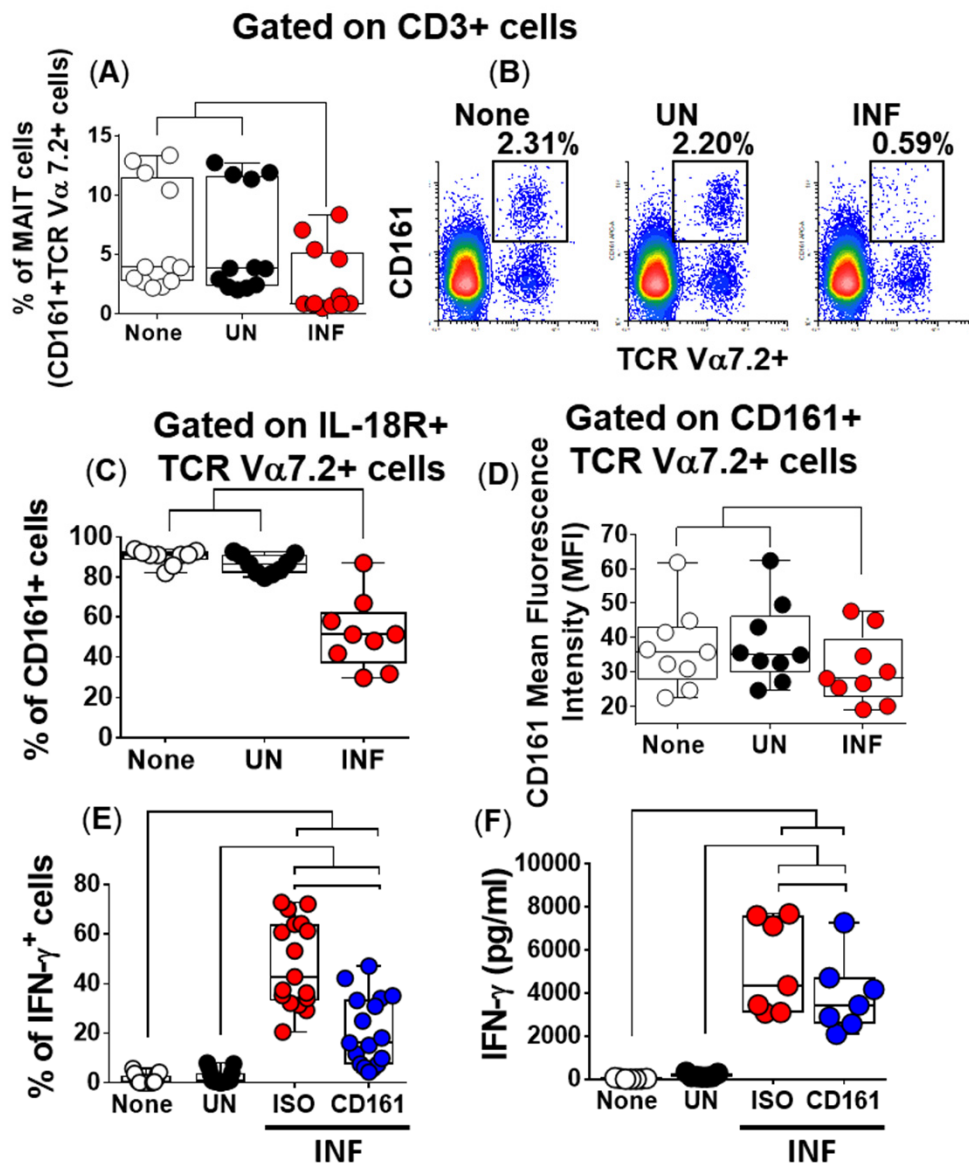 Gated on CD3+ cells
(A)
% of MAIT cells
(CD161+TCR Vα 7.2+ cells)
15
10
5
0
None UN INF
(B)
None UN INF
2.31% 2.20% 0.59%
CD161
TCR Vα7.2+
Gated on IL-18R+
TCR Vα7.2+ cells
(C)
% of CD161+ cells
100
80
60
40
20
0
None UN INF
Gated on CD161+
TCR Vα7.2+ cells
(D)
CD161 Mean Fluorescence
Intensity (MFI)
70
60
50
40
30
20
None UN INF
(E)
% of IFN-γ+ cells
80
60
40
20
0
None UN ISO CD161
INF
(F)
IFN-γ (pg/ml)
10000
8000
6000
4000
2000
0
None UN ISO CD161
INF